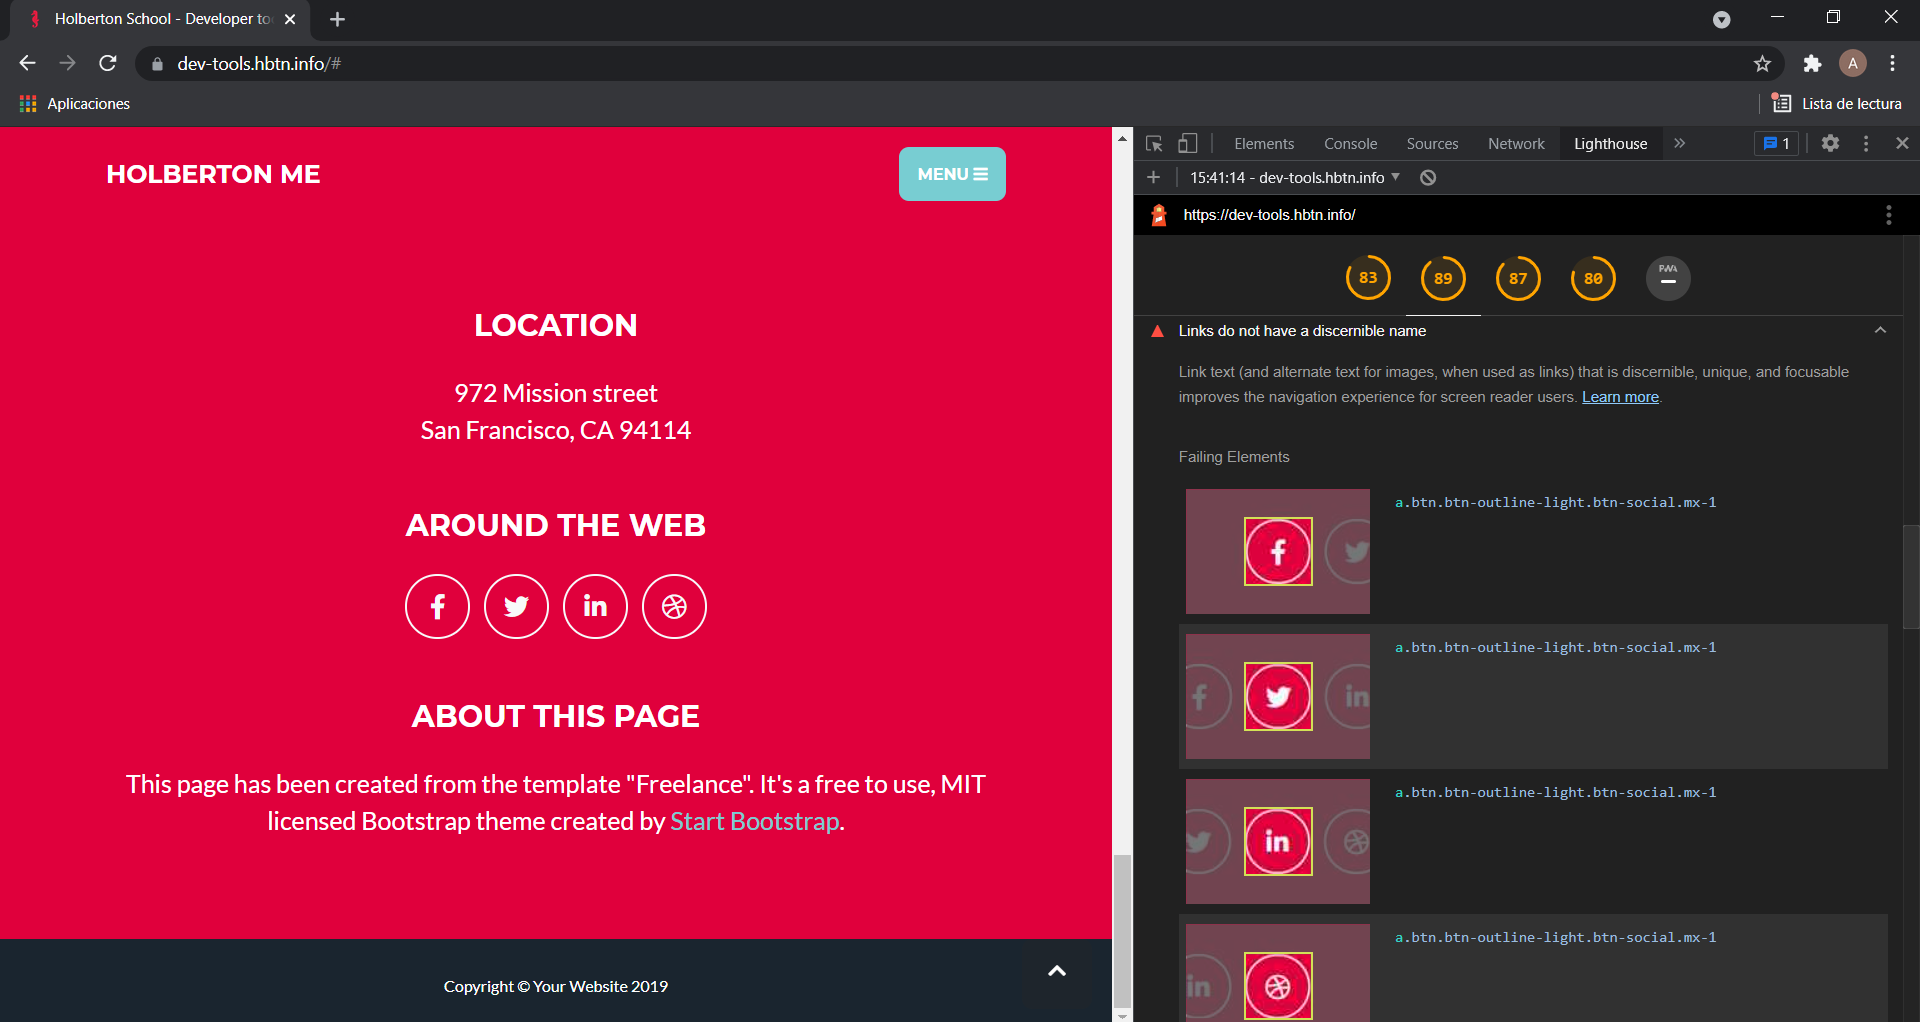 Holberton School - Developer to
dev-tools.hbtn.info/#
Aplicaciones
Lista de lectura
HOLBERTON ME
MENU
LOCATION
972 Mission street
San Francisco, CA 94114
AROUND THE WEB
ABOUT THIS PAGE
This page has been created from the template "Freelance". It's a free to use, MIT
licensed Bootstrap theme created by Start Bootstrap.
Copyright © Your Website 2019
Elements Console Sources Network Lighthouse 1
15:41:14 - dev-tools.hbtn.info
https://dev-tools.hbtn.info/
83 89 87 80 PWA
Links do not have a discernible name
Link text (and alternate text for images, when used as links) that is discernible, unique, and focusable
improves the navigation experience for screen reader users. Learn more.
Failing Elements
a.btn.btn-outline-light.btn-social.mx-1
a.btn.btn-outline-light.btn-social.mx-1
a.btn.btn-outline-light.btn-social.mx-1
a.btn.btn-outline-light.btn-social.mx-1
A